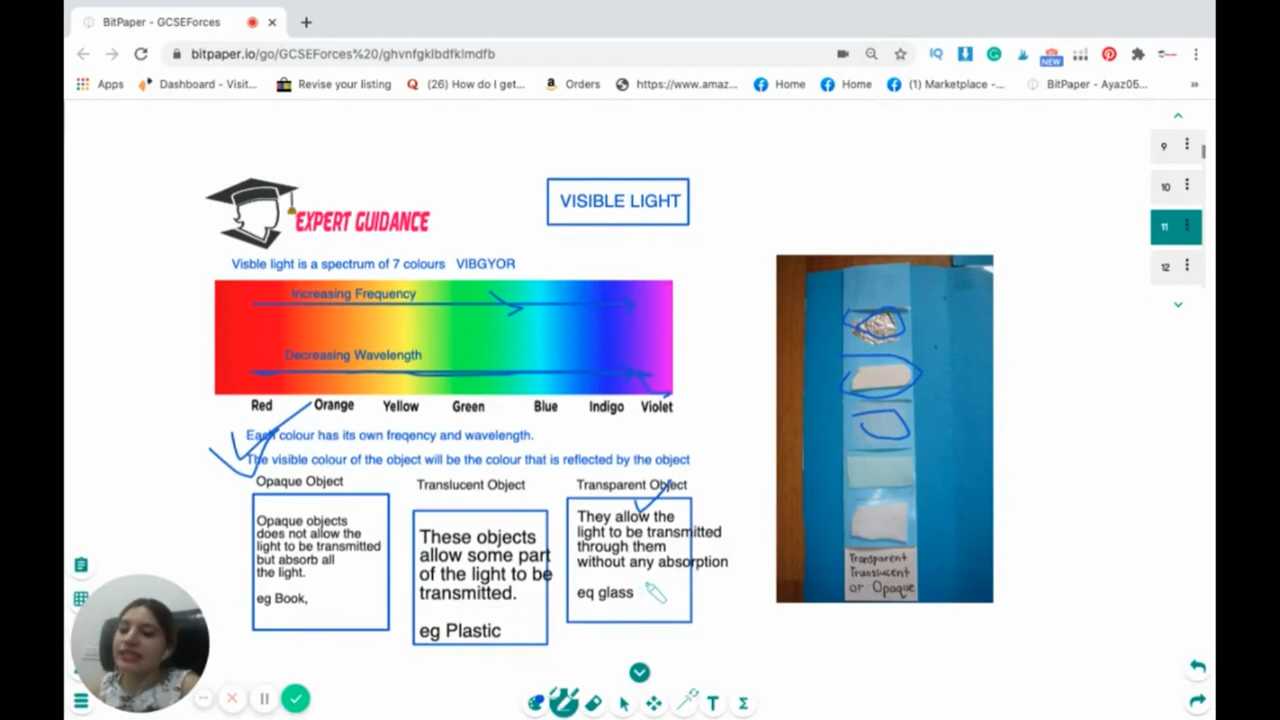 BitPaper - GCSEForces
bitpaper.io/go/GCSEForces%20/ghvnfgklbdfklmdfb
IQ
NEW
Apps
Dashboard - Visit...
Revise your listing
(26) How do I get...
Orders
https://www.amaz...
Home
Home
(1) Marketplace -...
BitPaper - Ayaz05...
»
9
10
11
12
EXPERT GUIDANCE
VISIBLE LIGHT
Visble light is a spectrum of 7 colours VIBGYOR
Increasing Frequency
Decreasing Wavelength
Red Orange Yellow Green Blue Indigo Violet
Each colour has its own freqency and wavelength.
The visible colour of the object will be the colour that is reflected by the object
Opaque Object
Opaque objects
does not allow the
light to be transmitted
but absorb all
the light.
eg Book,
Translucent Object
These objects
allow some part
of the light to be
transmitted.
eg Plastic
Transparent Object
They allow the
light to be transmitted
through them
without any absorption
eq glass
Transparent
Translucent
or Opaque
T
Σ